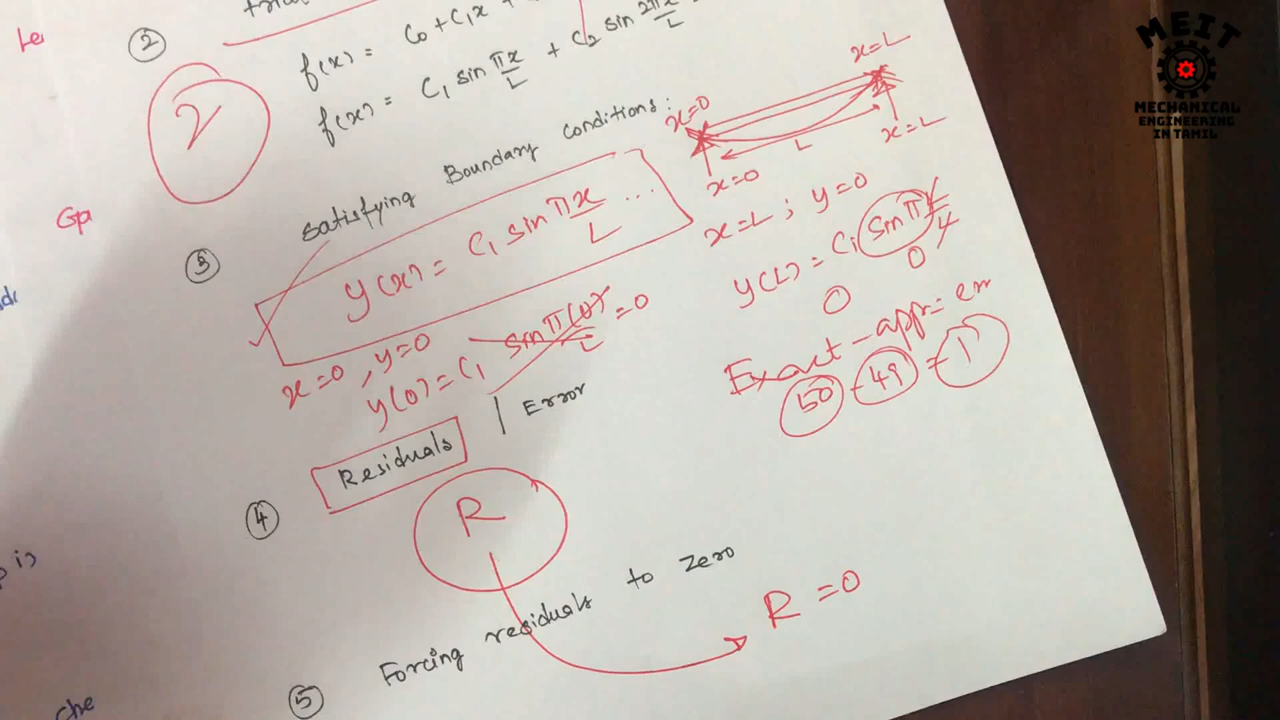 ②
f(x) = C₀ + C₁x +
f(x) = C₁ sin πx/L + C₂ sin 2πx/L
2
③ satisfying Boundary conditions:
y(x) = C₁ sin πx/L ...
x=0, y=0
y(0) = C₁ sin π(0)/L = 0
x=0
x=L
x=0
x=L
L
x=L ; y=0
y(L) = C₁ sin π L/L
0
0
Exact - app = err
50 - 49 = 1
④ Residuals / Error
R
⑤ Forcing residuals to zero
R = 0
MEIT
MECHANICAL
ENGINEERING
IN TAMIL